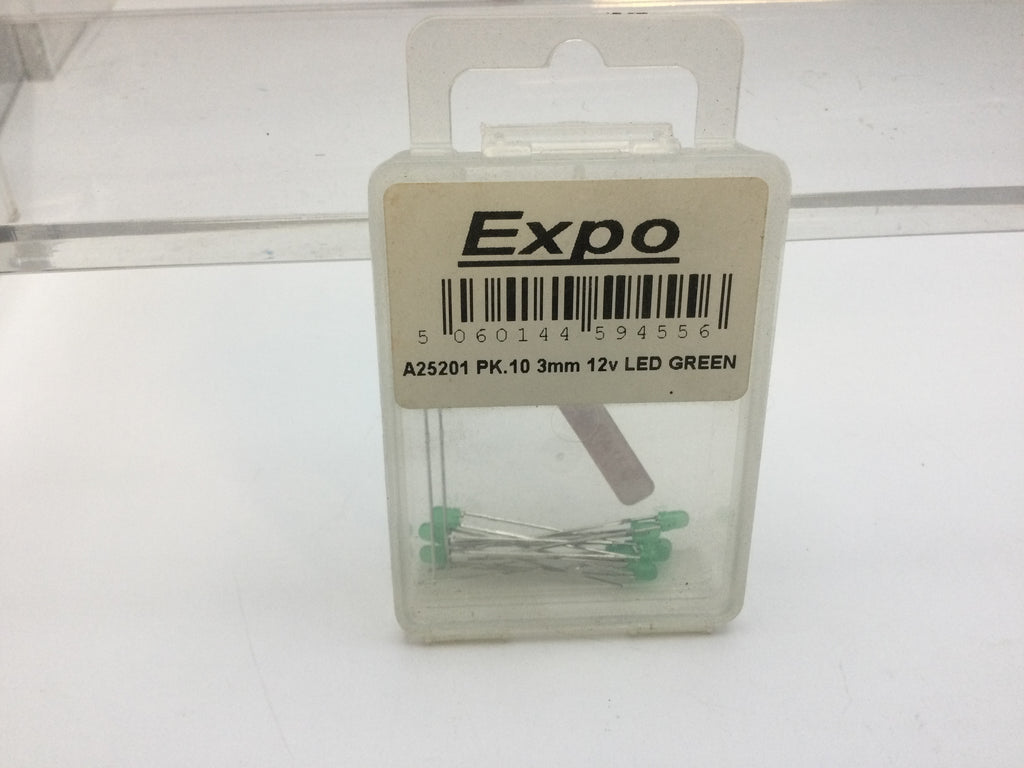 Expo
5 060144 594556
A25201 PK.10 3mm 12v LED GREEN